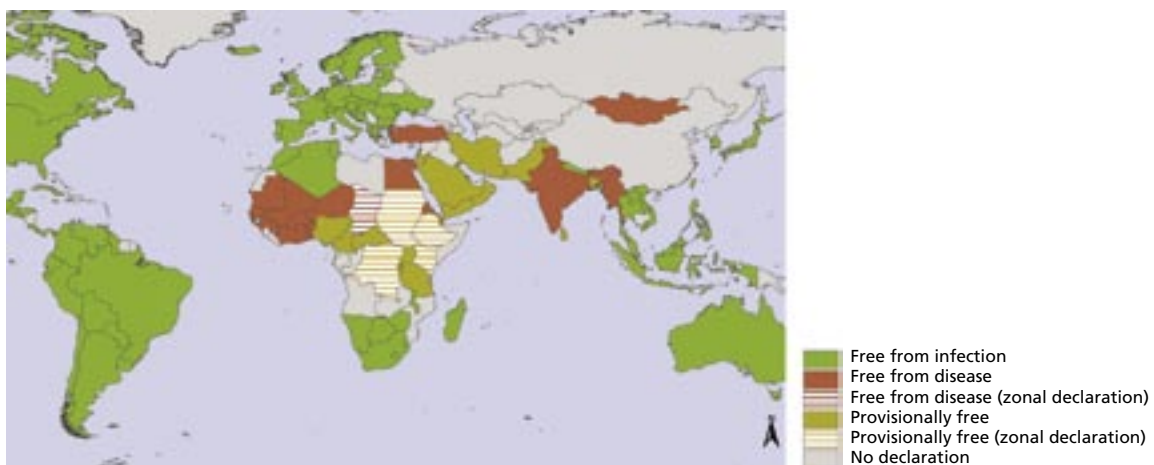 Free from infection
Free from disease
Free from disease (zonal declaration)
Provisionally free
Provisionally free (zonal declaration)
No declaration